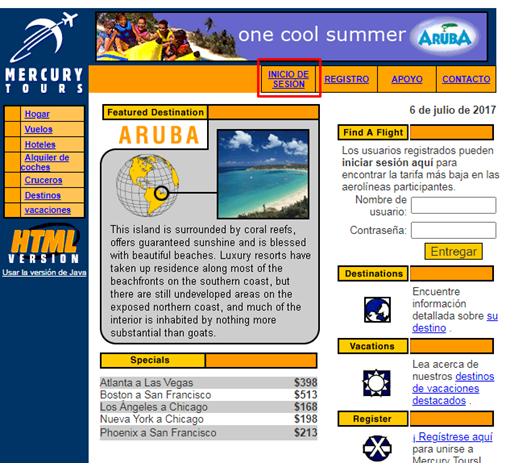 one cool summer ARUBA
MERCURY
TOURS
INICIO DE
SESIÓN
REGISTRO
APOYO
CONTACTO
Hogar
Vuelos
Hoteles
Alquiler de
coches
Cruceros
Destinos
vacaciones
HTML
VERSION
Usar la versión de Java
Featured Destination
ARUBA
This island is surrounded by coral reefs,
offers guaranteed sunshine and is blessed
with beautiful beaches. Luxury resorts have
taken up residence along most of the
beachfronts on the southern coast, but
there are still undeveloped areas on the
exposed northern coast, and much of the
interior is inhabited by nothing more
substantial than goats.
Specials
Atlanta a Las Vegas $398
Boston a San Francisco $513
Los Ángeles a Chicago $168
Nueva York a Chicago $198
Phoenix a San Francisco $213
6 de julio de 2017
Find A Flight
Los usuarios registrados pueden
iniciar sesión aquí para
encontrar la tarifa más baja en las
aerolíneas participantes.
Nombre de
usuario:
Contraseña:
Entregar
Destinations
Encuentre
información
detallada sobre su
destino .
Vacations
Lea acerca de
nuestros destinos
de vacaciones
destacados .
Register
¡ Regístrese aquí
para unirse a
Mercury Tours!